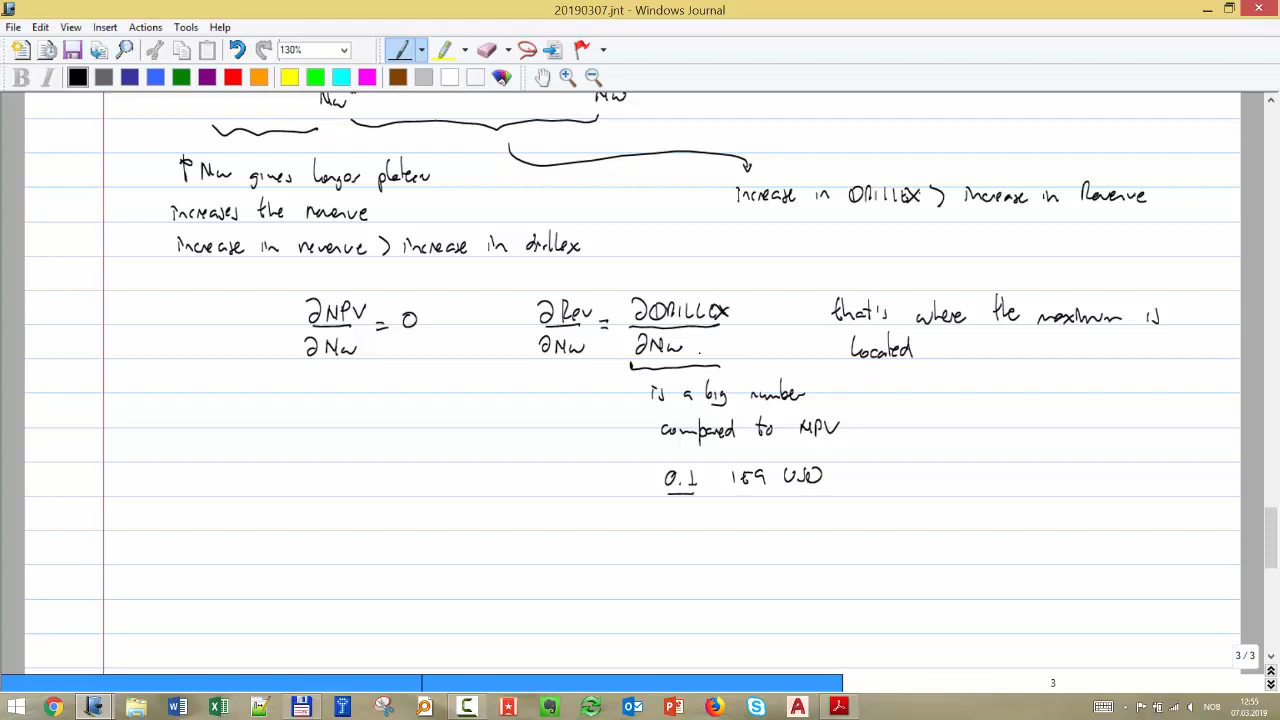 20190307.jnt - Windows Journal
File Edit View Insert Actions Tools Help
130%
Nw* Nw
↑ Nw gives longer plateau
increases the revenue
increase in revenue > increase in drillex
increase in DRILLEX > increase in Revenue
∂NPV/∂Nw = 0
∂Rev/∂Nw = ∂DRILLEX/∂Nw
that's where the maximum is
located
is a big number
compared to NPV
0.1 1E9 USD
3 / 3
3
NOB
12:55
07.03.2019